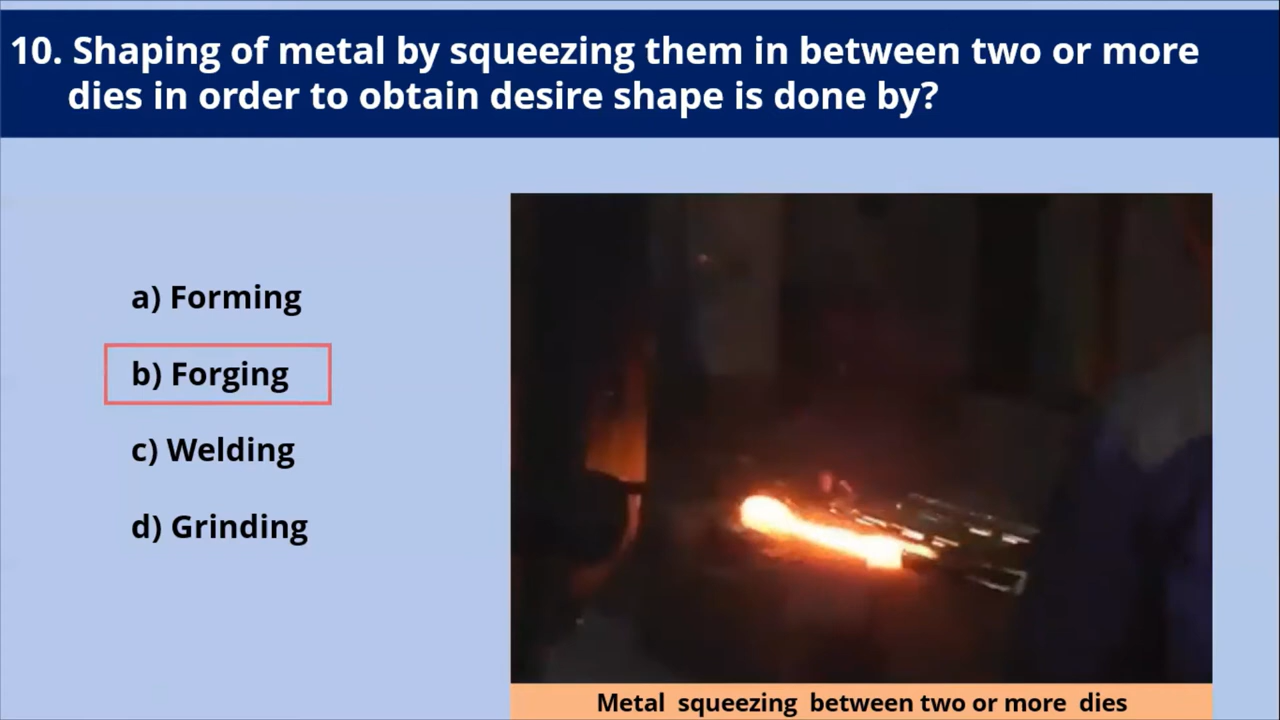 10. Shaping of metal by squeezing them in between two or more
dies in order to obtain desire shape is done by?
a) Forming
b) Forging
c) Welding
d) Grinding
Metal squeezing between two or more dies